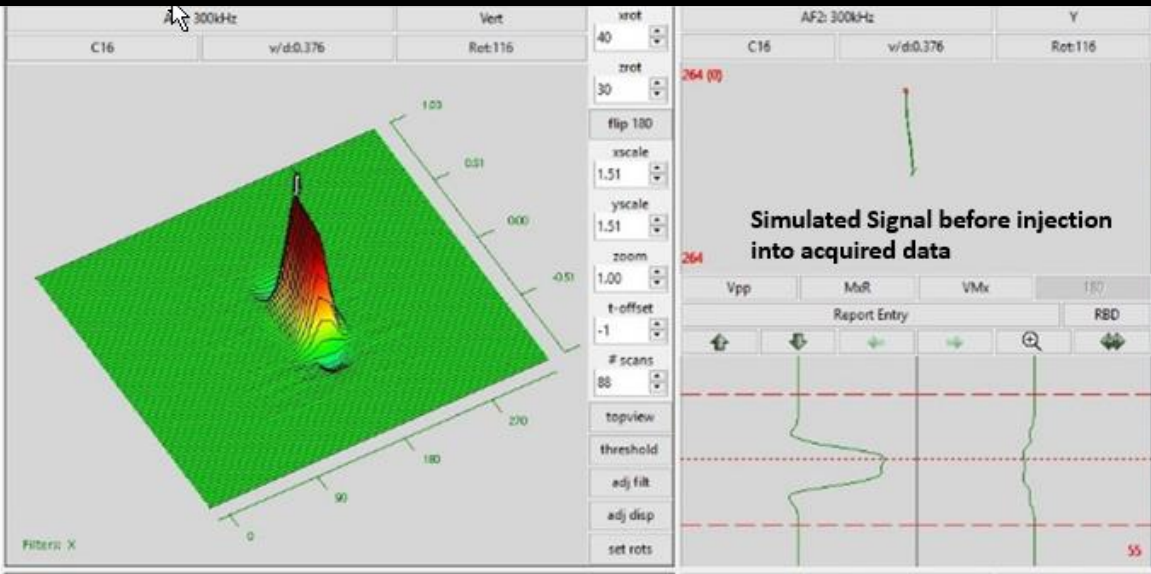 300kHz
Vert
C16
v/d:0.376
Rot:116
1.03
0.51
0.00
-0.51
270
180
90
0
Filters: X
xrot
40
zrot
30
flip 180
xscale
1.51
yscale
1.51
zoom
1.00
t-offset
-1
# scans
88
topview
threshold
adj filt
adj disp
set rots
AF2: 300kHz
Y
C16
v/d:0.376
Rot:116
264 (0)
Simulated Signal before injection
into acquired data
264
Vpp
MxR
VMx
180
Report Entry
RBD
55